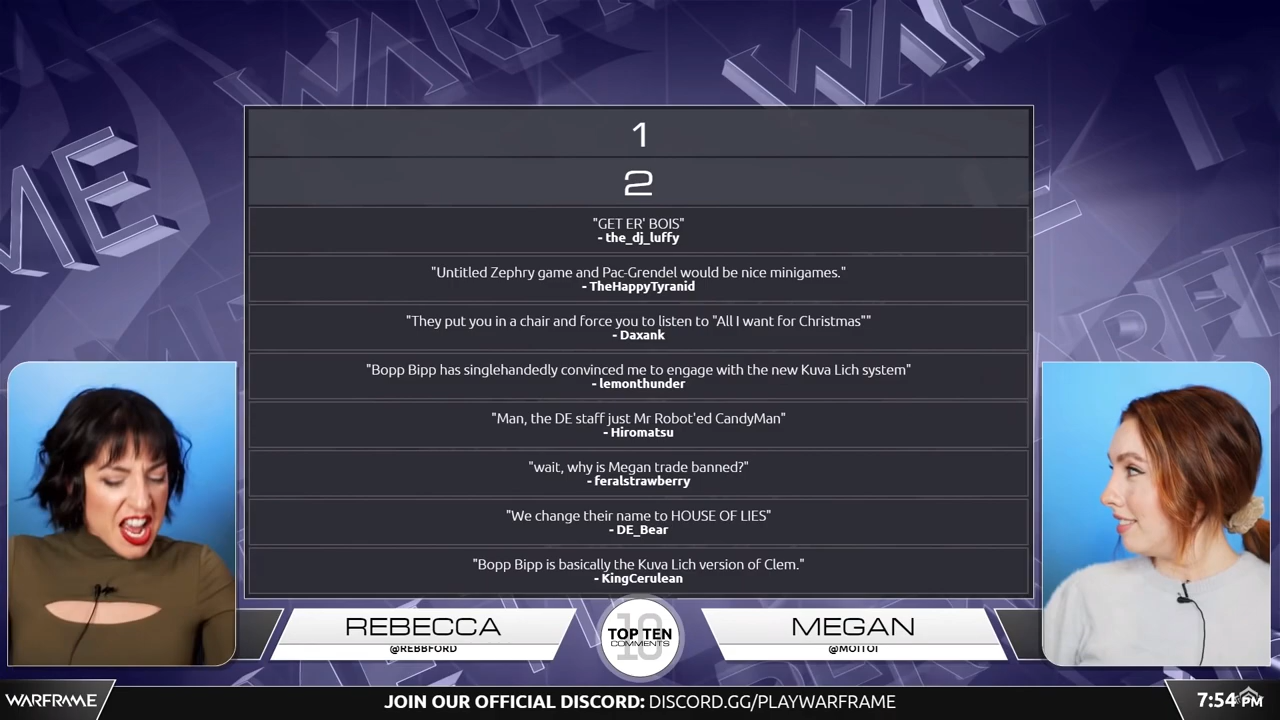 1
2
"GET ER' BOIS"
- the_dj_luffy
"Untitled Zephry game and Pac-Grendel would be nice minigames."
- TheHappyTyranid
"They put you in a chair and force you to listen to "All I want for Christmas""
- Daxank
"Bopp Bipp has singlehandedly convinced me to engage with the new Kuva Lich system"
- lemonthunder
"Man, the DE staff just Mr Robot'ed CandyMan"
- Hiromatsu
"wait, why is Megan trade banned?"
- feralstrawberry
"We change their name to HOUSE OF LIES"
- DE_Bear
"Bopp Bipp is basically the Kuva Lich version of Clem."
- KingCerulean
REBECCA
@REBBFORD
10
TOP TEN
COMMENTS
MEGAN
@MOITOI
WARFRAME
JOIN OUR OFFICIAL DISCORD: DISCORD.GG/PLAYWARFRAME
7:54 PM